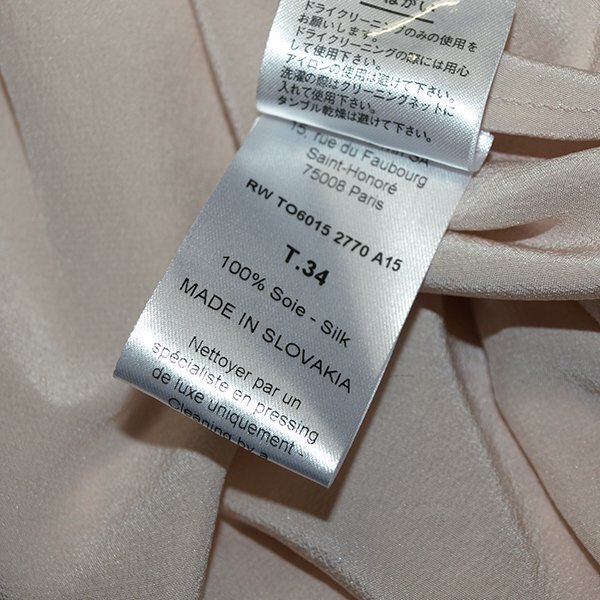 ドライクリーニングのみの使用を
お願いします。
ドライクリーニングの際には用心
して使用下さい。
アイロンの使用は避けて下さい。
洗濯の際はクリーニングネットに
入れて使用下さい。
タンブル乾燥は避けて下さい。
SA
15, rue du Faubourg
Saint-Honoré
75008 Paris
RW TO6015 2770 A15
T.34
100% Soie - Silk
MADE IN SLOVAKIA
Nettoyer par un
spécialiste en pressing
de luxe uniquement -
Cleaning by a